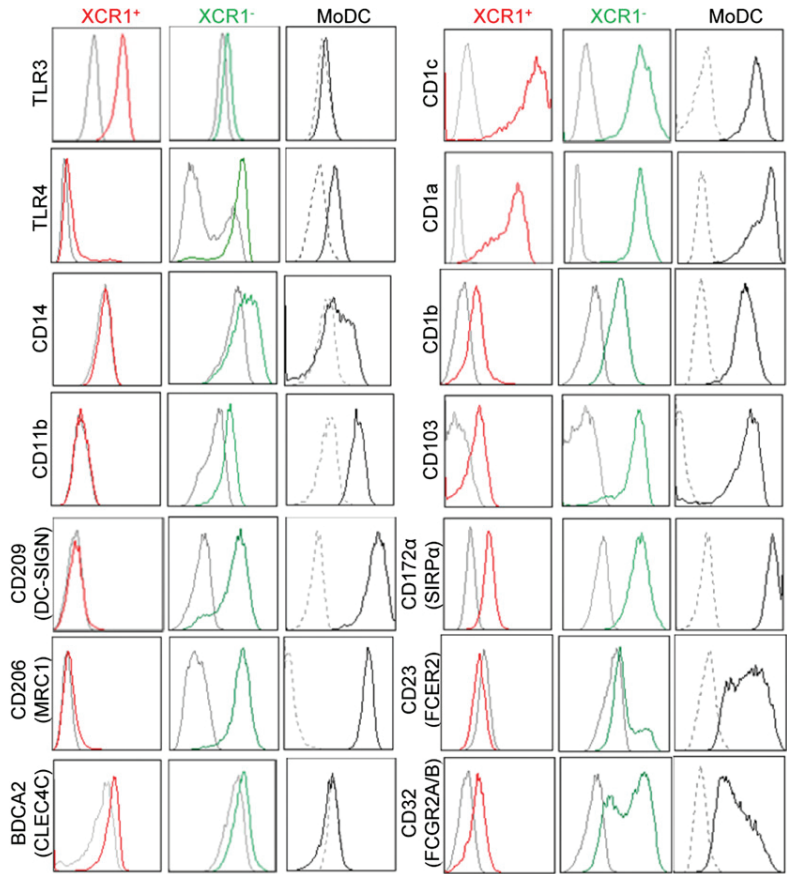 XCR1⁺ XCR1⁻ MoDC
TLR3
TLR4
CD14
CD11b
CD209
(DC-SIGN)
CD206
(MRC1)
BDCA2
(CLEC4C)
XCR1⁺ XCR1⁻ MoDC
CD1c
CD1a
CD1b
CD103
CD172α
(SIRPα)
CD23
(FCER2)
CD32
(FCGR2A/B)